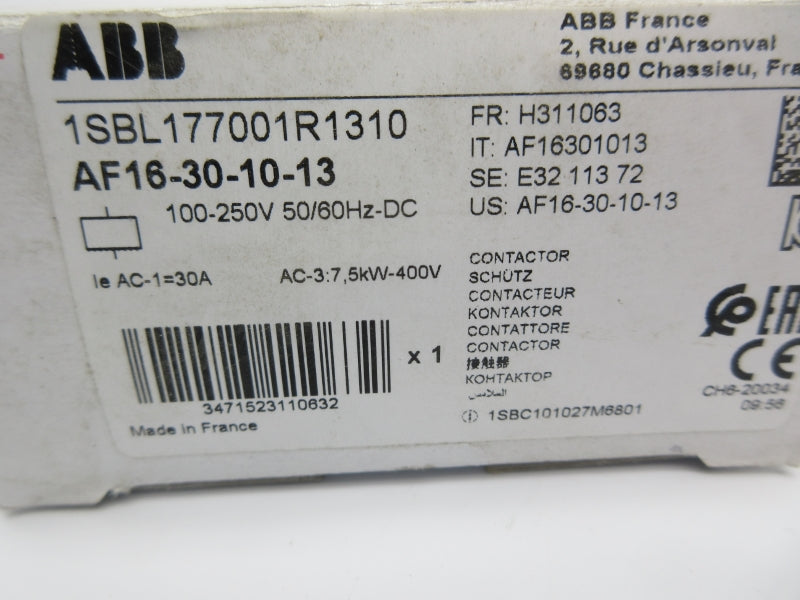 ABB
ABB France
2, Rue d'Arsonval
69680 Chassieu, Fra
1SBL177001R1310
AF16-30-10-13
100-250V 50/60Hz-DC
Ie AC-1=30A AC-3:7,5kW-400V
FR: H311063
IT: AF16301013
SE: E32 113 72
US: AF16-30-10-13
CONTACTOR
SCHÜTZ
CONTACTEUR
KONTAKTOR
CONTATTORE
CONTACTOR
接触器
КОНТАКТОР
1SBC101027M6801
x 1
3471523110632
Made in France
EAC
CE
CH6-20034
09:56